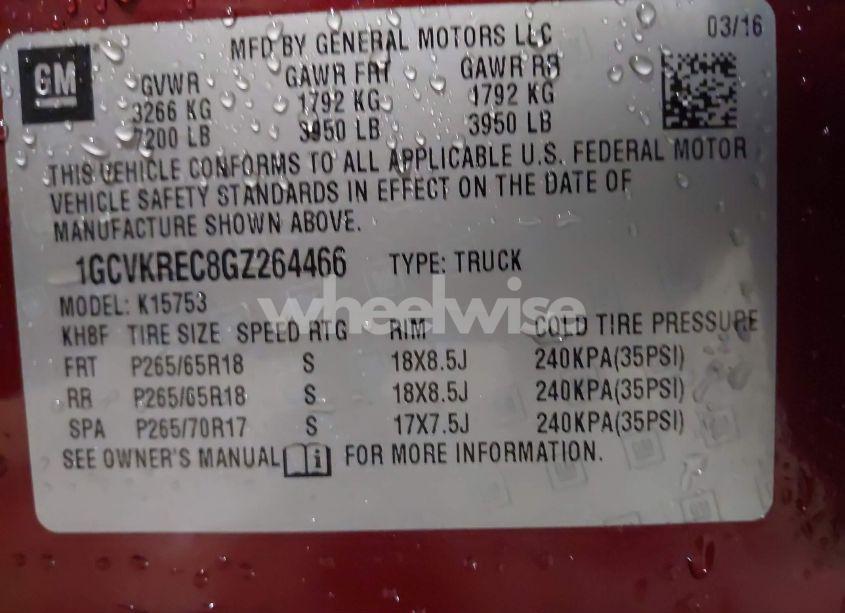 MFD BY GENERAL MOTORS LLC 03/16
GM GVWR GAWR FRT GAWR RR
3266 KG 1792 KG 1792 KG
7200 LB 3950 LB 3950 LB
THIS VEHICLE CONFORMS TO ALL APPLICABLE U.S. FEDERAL MOTOR
VEHICLE SAFETY STANDARDS IN EFFECT ON THE DATE OF
MANUFACTURE SHOWN ABOVE.
1GCVKREC8GZ264466 TYPE: TRUCK
MODEL: K15753
wheelwise
KH8F TIRE SIZE SPEED RTG RIM COLD TIRE PRESSURE
FRT P265/65R18 S 18X8.5J 240KPA(35PSI)
RR P265/65R18 S 18X8.5J 240KPA(35PSI)
SPA P265/70R17 S 17X7.5J 240KPA(35PSI)
SEE OWNER'S MANUAL i FOR MORE INFORMATION.